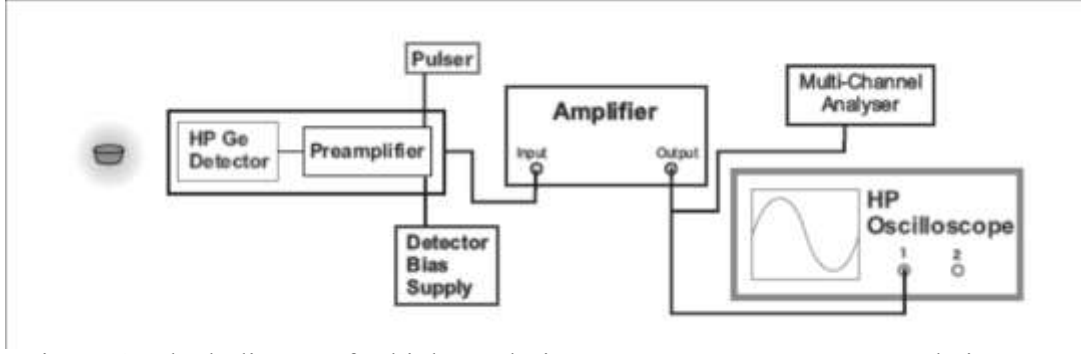 Pulser
HP Ge
Detector
Preamplifier
Detector
Bias
Supply
Amplifier
Input
Output
Multi-Channel
Analyser
HP
Oscilloscope
1
2